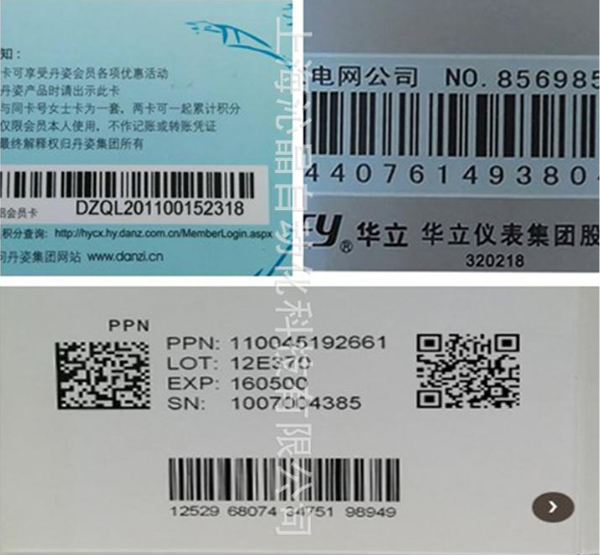 知：
卡可享受丹姿会员各项优惠活动
丹姿产品时请出示此卡
与同卡号女士卡为一套，两卡可一起累计积分
仅限会员本人使用，不作记账或转账凭证
最终解释权归丹姿集团所有
DZQL201100152318
会员卡
积分查询：http://hycx.hy.danz.com.cn/MemberLogin.aspx
丹姿集团网站 www.danzi.cn
电网公司 NO.856985
4407614938804
®华立 华立仪表集团股
320218
PPN
PPN: 110045192661
LOT: 12E370
EXP: 160500
SN: 1007004385
12529 68074 34751 98949
上海沁晶自动化科技有限公司